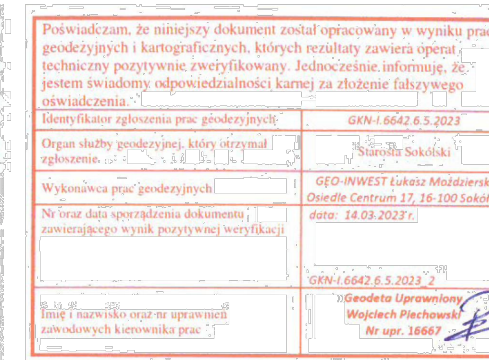 Poświadczam, że niniejszy dokument został opracowany w wyniku prac
geodezyjnych i kartograficznych, których rezultaty zawiera operat
techniczny pozytywnie zweryfikowany. Jednocześnie informuję, że
jestem świadomy odpowiedzialności karnej za złożenie fałszywego
oświadczenia.
Identyfikator zgłoszenia prac geodezyjnych
GKN-I.6642.6.5.2023
Organ służby geodezyjnej, który otrzymał
zgłoszenie
Starosta Sokólski
Wykonawca prac geodezyjnych
GEO-INWEST Łukasz Moździersk
Osiedle Centrum 17, 16-100 Sokół
Nr oraz data sporządzenia dokumentu
zawierającego wynik pozytywnej weryfikacji
data: 14.03.2023r.
GKN-I.6642.6.5.2023_2
Imię i nazwisko oraz nr uprawnień
zawodowych kierownika prac
Geodeta Uprawniony
Wojciech Piechowski
Nr upr. 16667